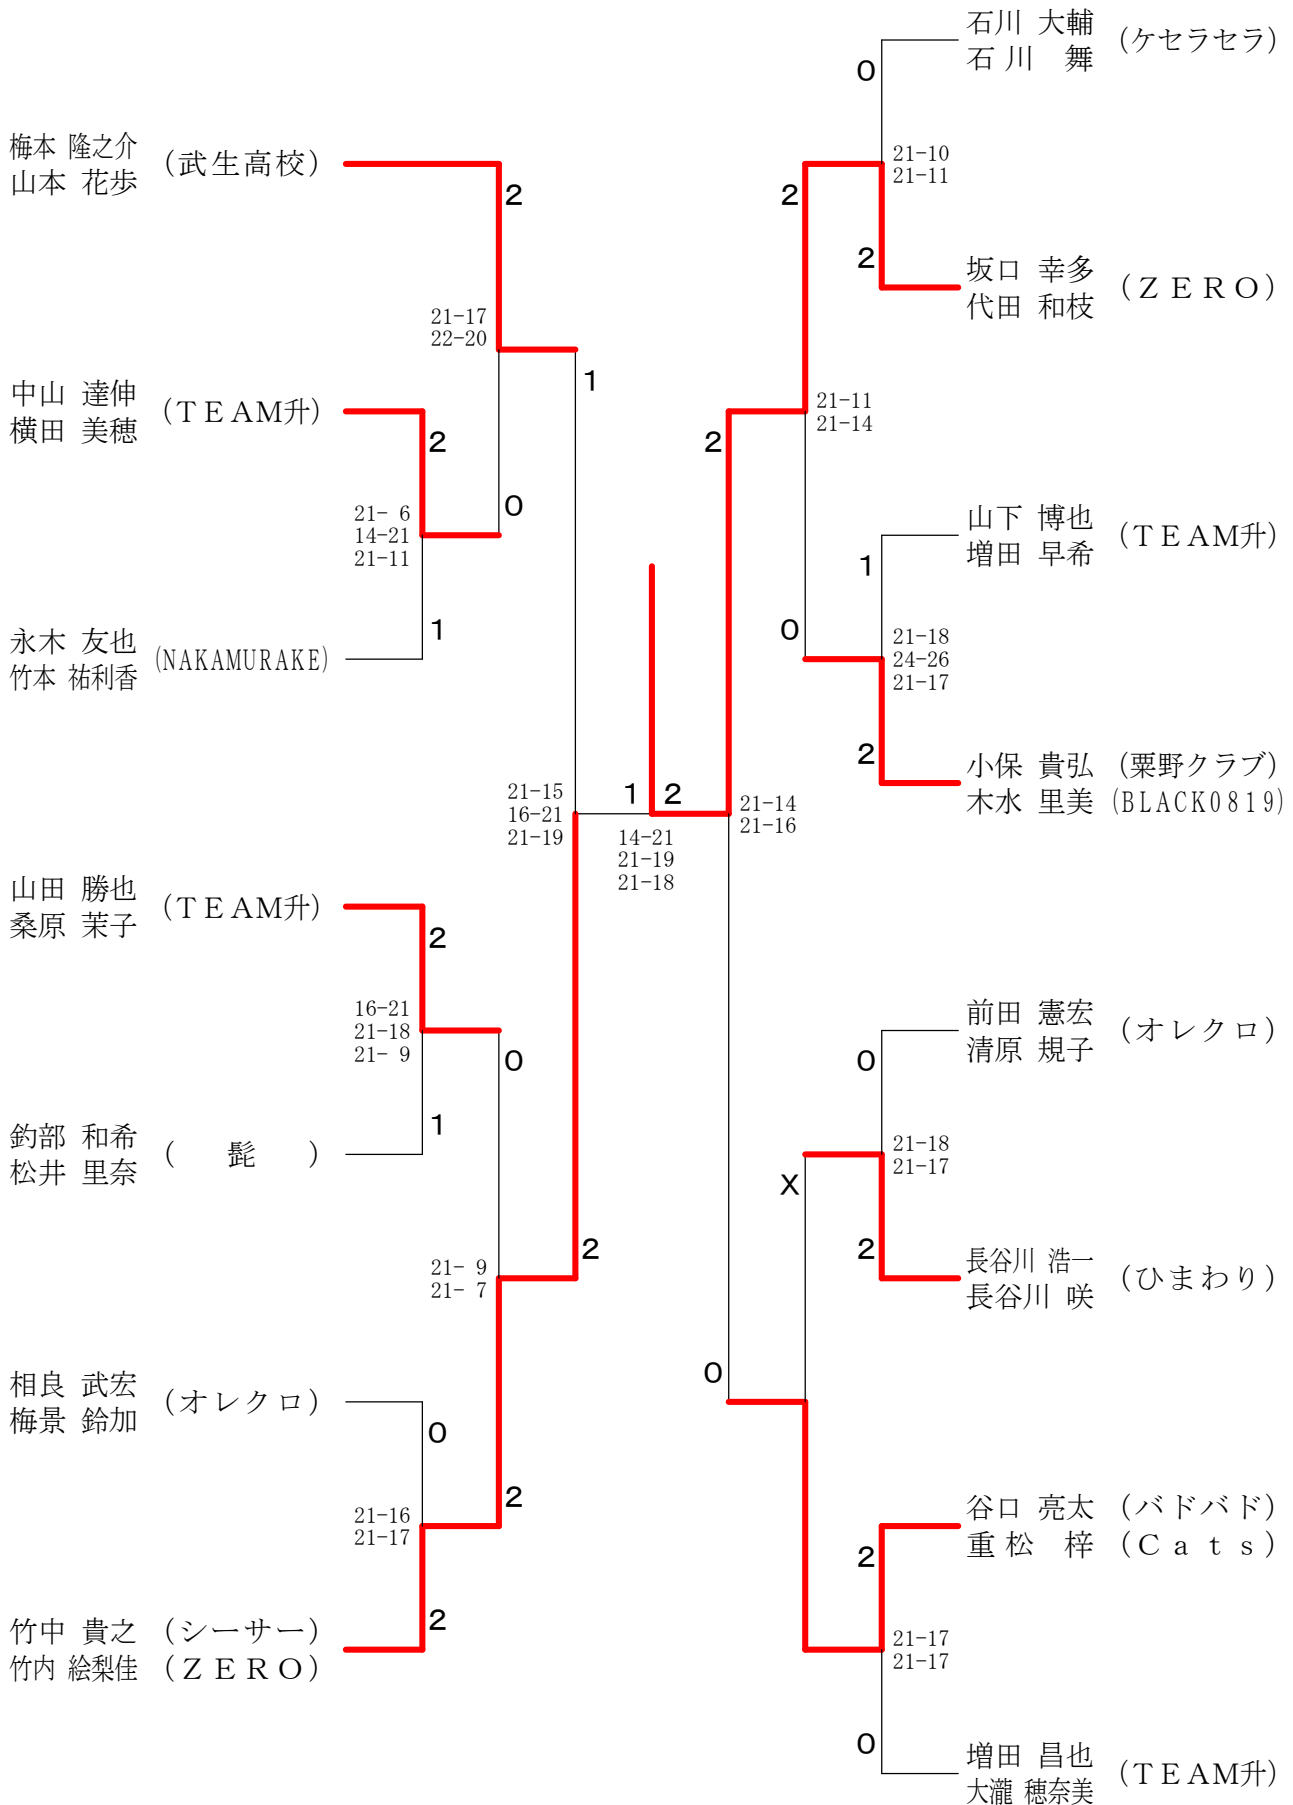 石川 大輔 (ケセラセラ)
石川 舞
0
梅本 隆之介 (武生高校)
山本 花歩
21-10
21-11
2
2
2
坂口 幸多 (ZERO)
代田 和枝
21-17
22-20
1
中山 達伸 (TEAM升)
横田 美穂
21-11
21-14
2
2
21- 6
14-21
21-11
0
山下 博也 (TEAM升)
増田 早希
1
1
0
永木 友也 (NAKAMURAKE)
竹本 祐利香
21-18
24-26
21-17
2
小保 貴弘 (粟野クラブ)
木水 里美 (BLACK0819)
21-15
16-21
21-19
1 2
14-21
21-19
21-18
21-14
21-16
山田 勝也 (TEAM升)
桑原 茉子
2
16-21
21-18
21- 9
0
前田 憲宏 (オレクロ)
清原 規子
0
1
釣部 和希 (髭)
松井 里奈
21-18
21-17
X
2
2
21- 9
21- 7
長谷川 浩一 (ひまわり)
長谷川 咲
0
相良 武宏 (オレクロ)
梅景 鈴加
0
2
21-16
21-17
谷口 亮太 (バドバド)
重松 梓 (Cats)
2
2
竹中 貴之 (シーサー)
竹内 絵梨佳 (ZERO)
21-17
21-17
0
増田 昌也 (TEAM升)
大瀧 穂奈美